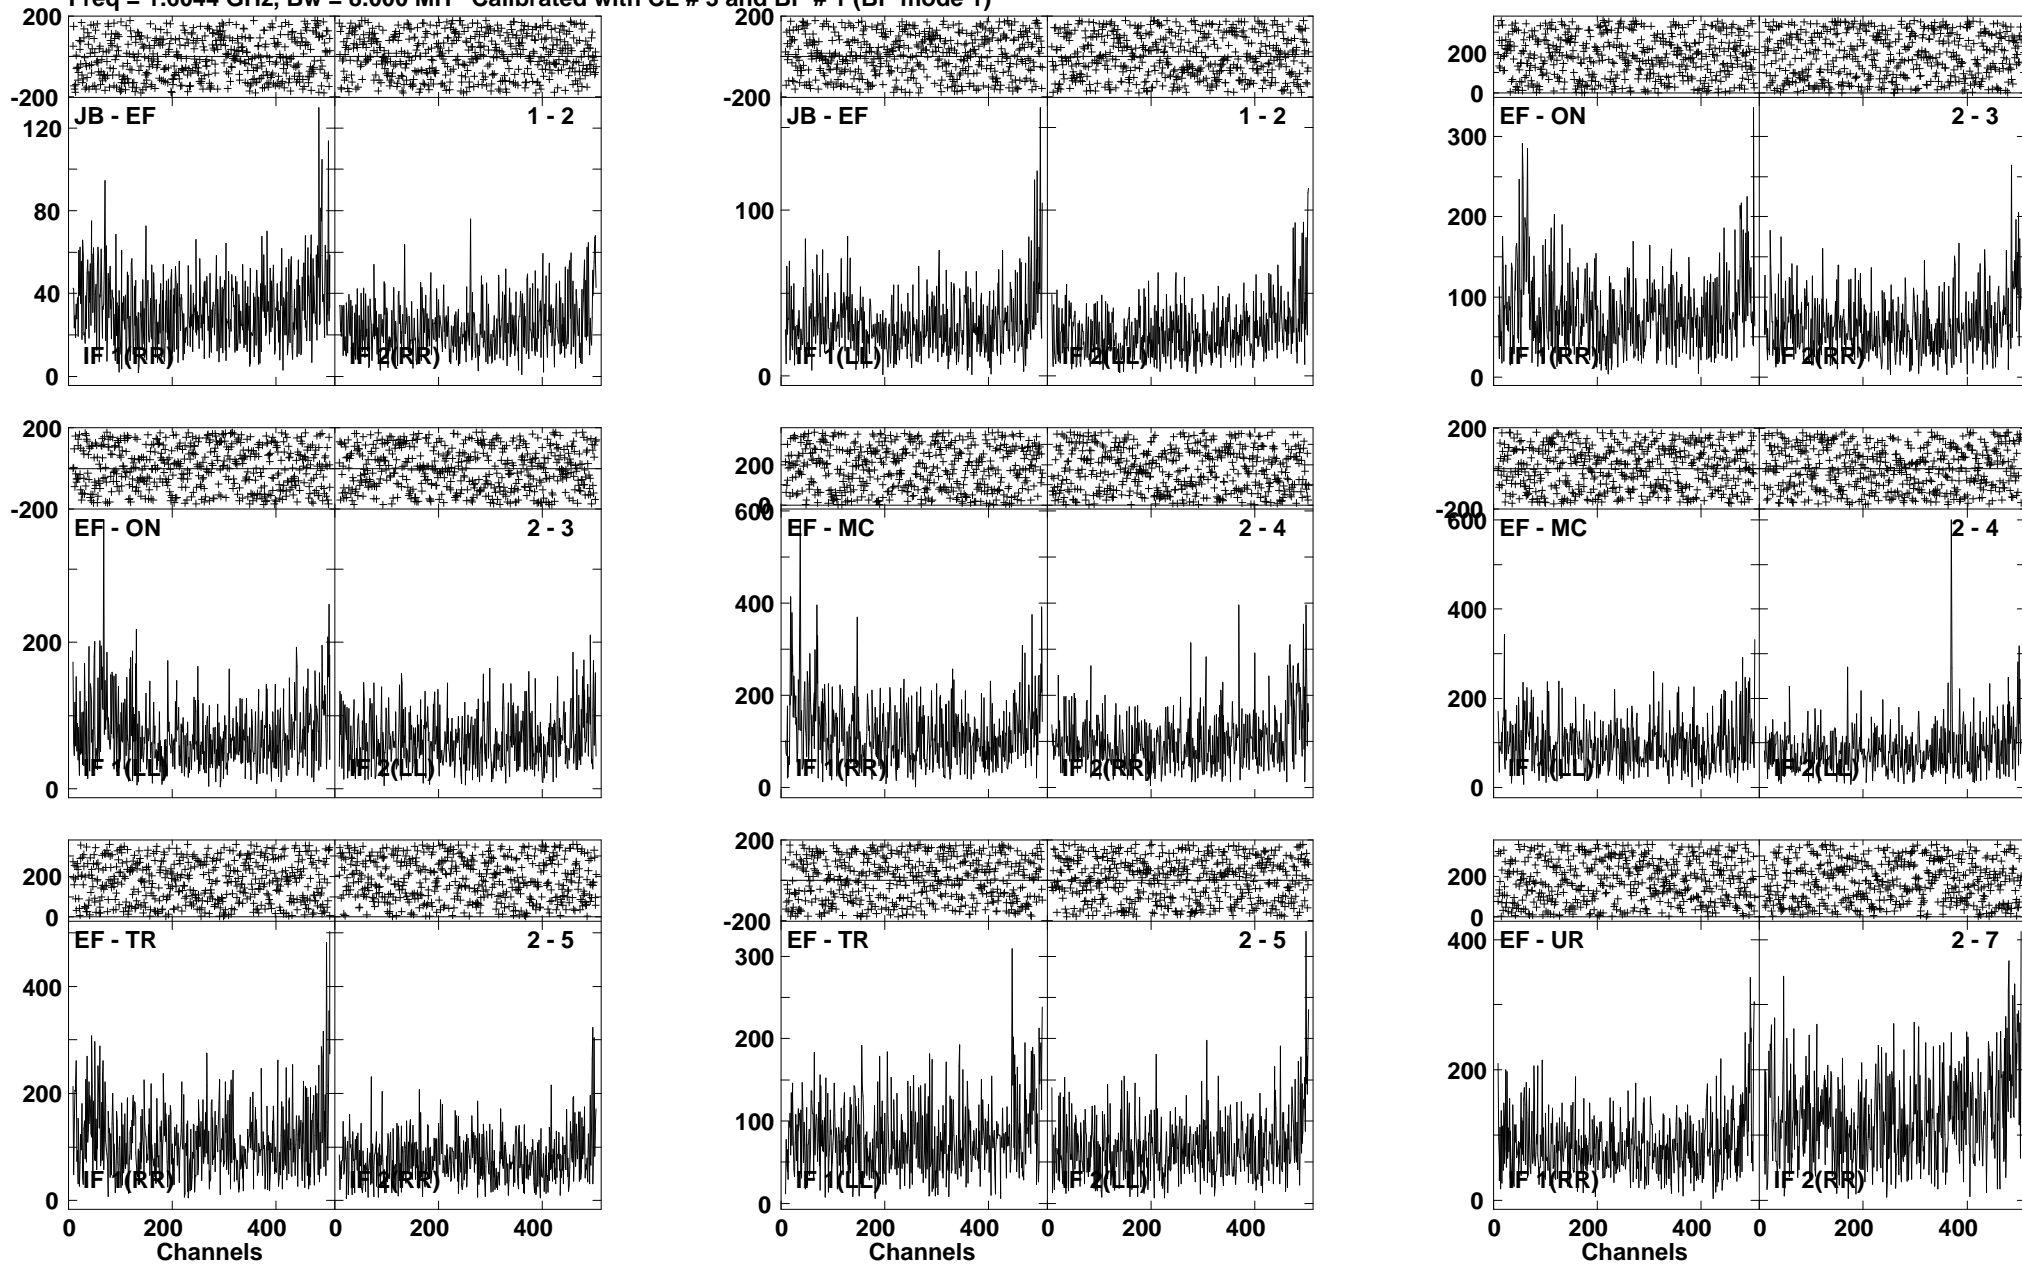 Freq = 1.6044 GHz, Bw = 8.000 MH Calibrated with CL # 3 and BP # 1 (BP mode 1)
200
-200
120
80
40
0
JB - EF 1 - 2
IF 1(RR) IF 2(RR)
200
-200
100
0
JB - EF 1 - 2
IF 1(LL) IF 2(LL)
200
0
300
200
100
0
EF - ON 2 - 3
IF 1(RR) IF 2(RR)
200
-200
200
0
EF - ON 2 - 3
IF 1(LL) IF 2(LL)
200
0
600
400
200
0
EF - MC 2 - 4
IF 1(RR) IF 2(RR)
200
-200
600
400
200
0
EF - MC 2 - 4
IF 1(LL) IF 2(LL)
200
0
400
200
0
EF - TR 2 - 5
IF 1(RR) IF 2(RR)
0 200 400 0 200 400
Channels
200
-200
300
200
100
0
EF - TR 2 - 5
IF 1(LL) IF 2(LL)
0 200 400 0 200 400
Channels
200
0
400
200
0
EF - UR 2 - 7
IF 1(RR) IF 2(RR)
0 200 400 0 200 400
Channels